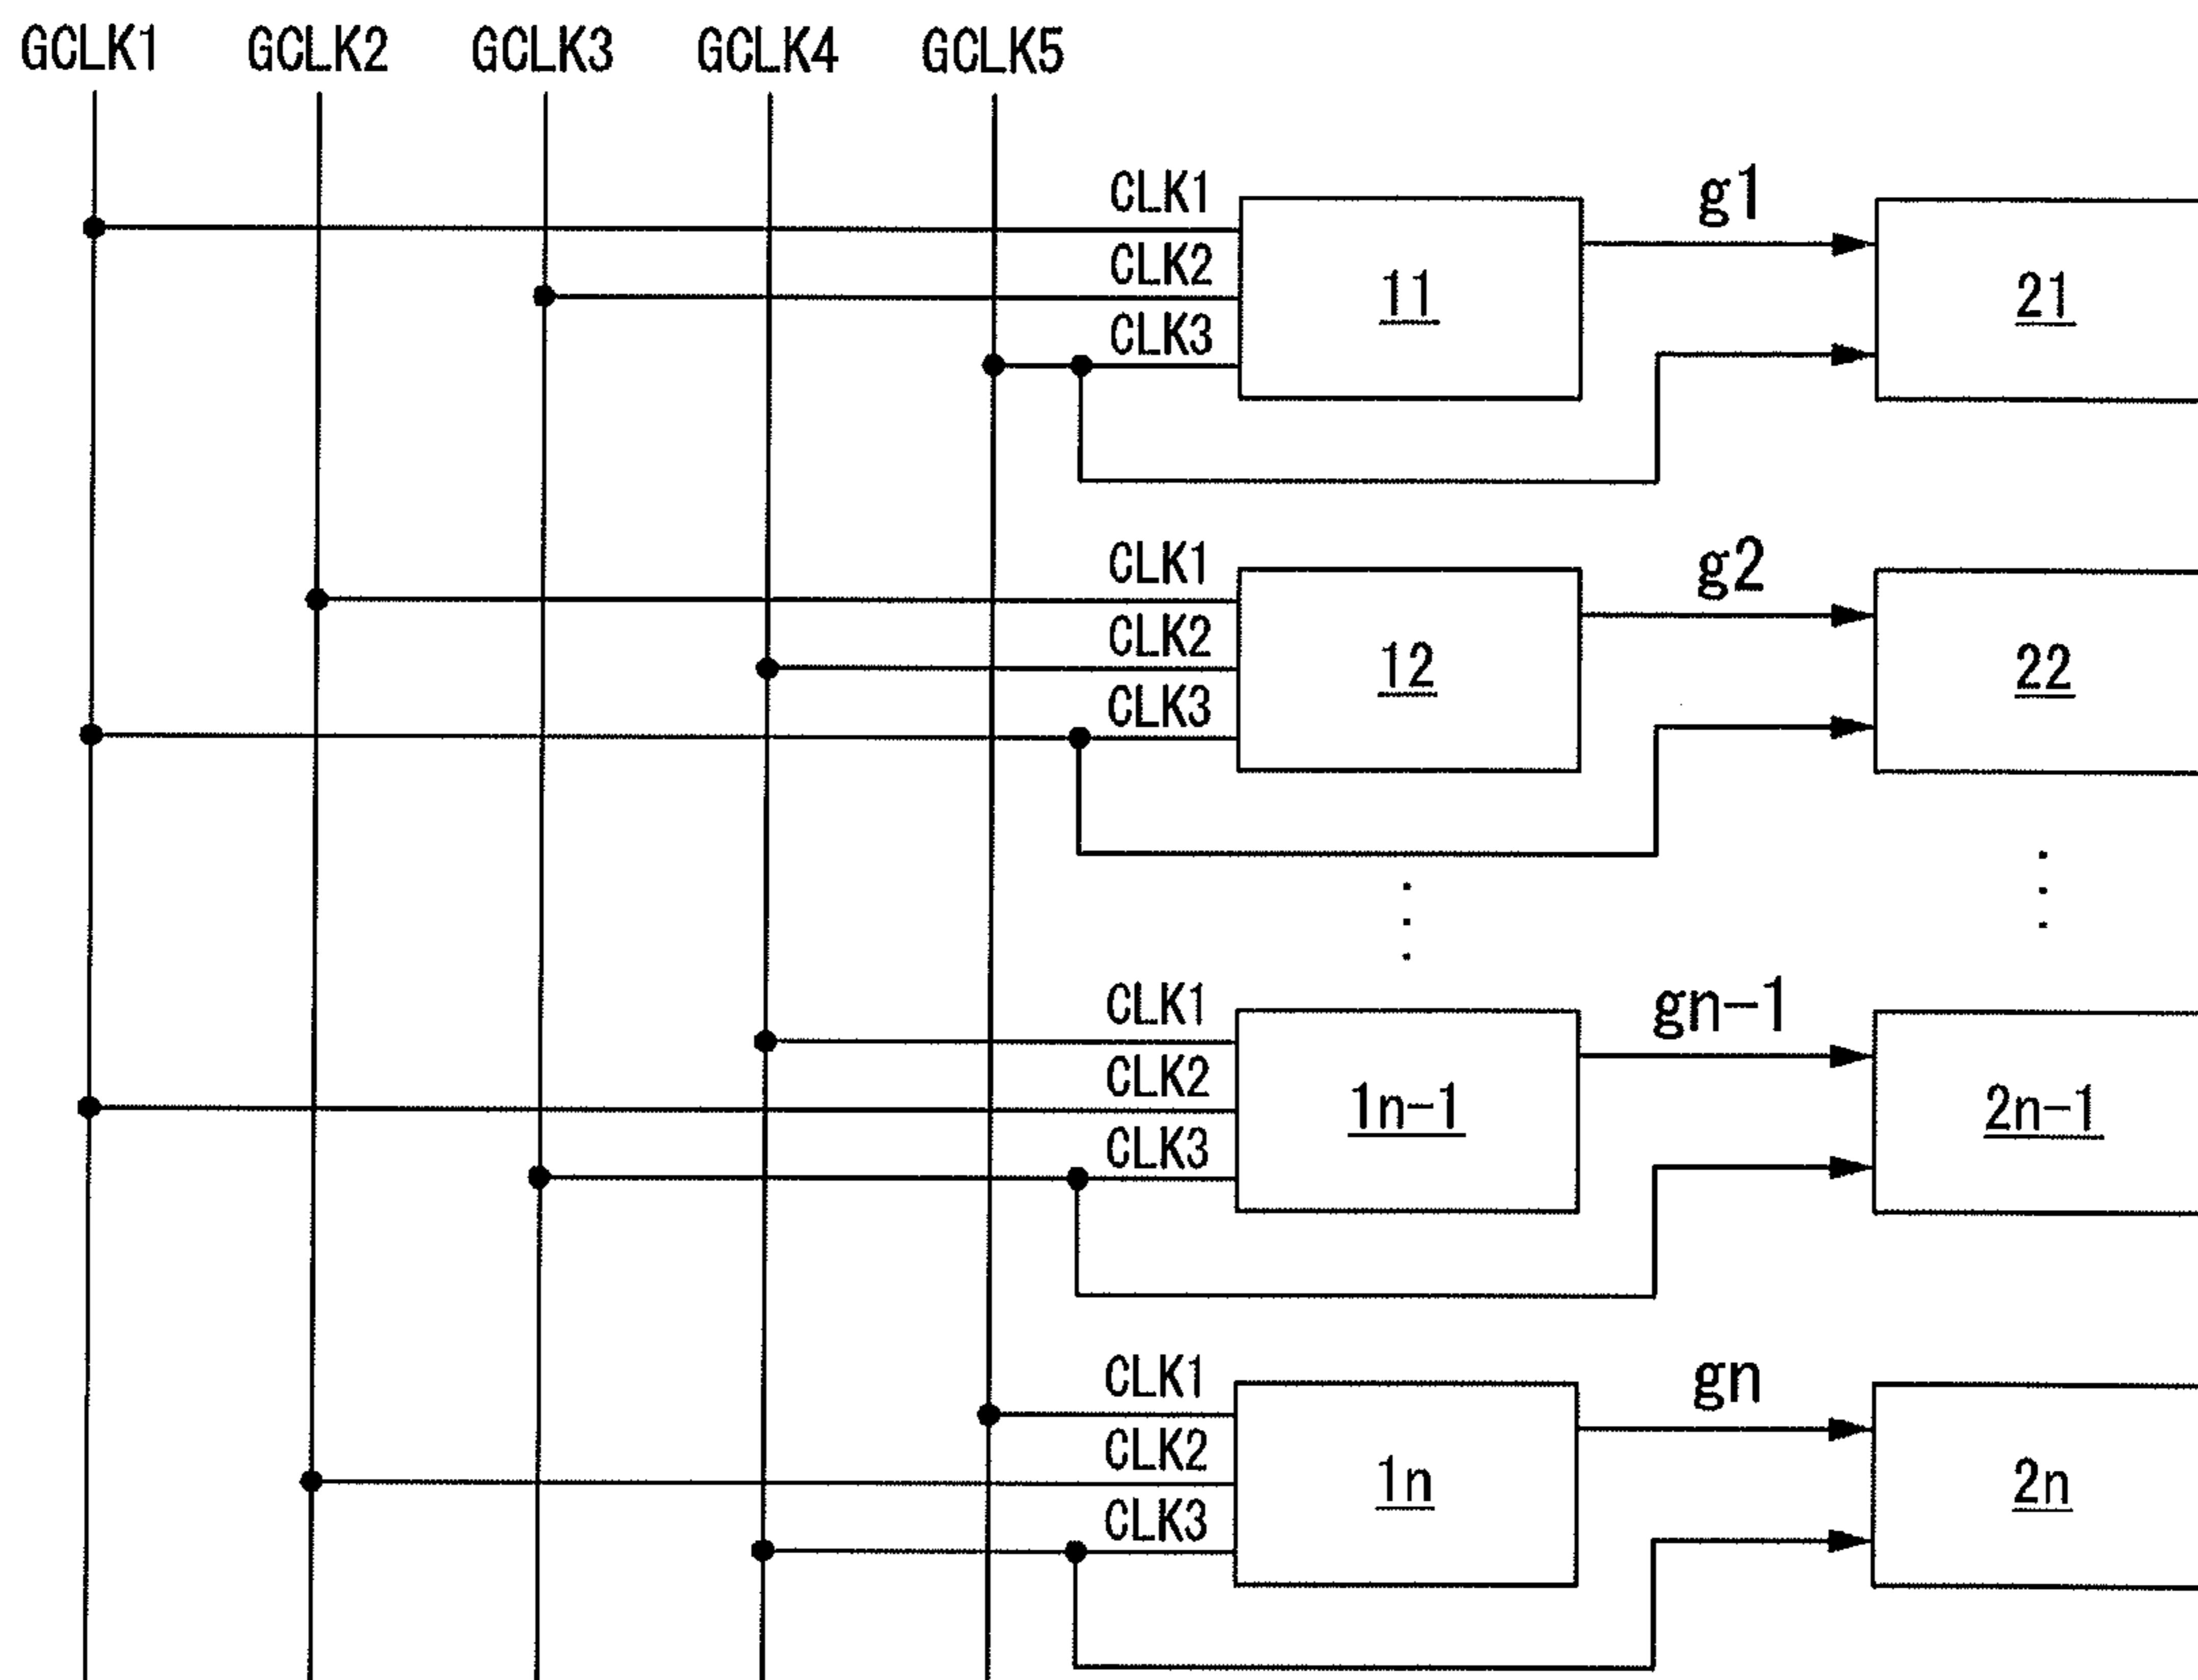 GCLK1 GCLK2 GCLK3 GCLK4 GCLK5
CLK1
CLK2
CLK3
11
g1
21
CLK1
CLK2
CLK3
12
g2
22
CLK1
CLK2
CLK3
1n-1
gn-1
2n-1
CLK1
CLK2
CLK3
1n
gn
2n